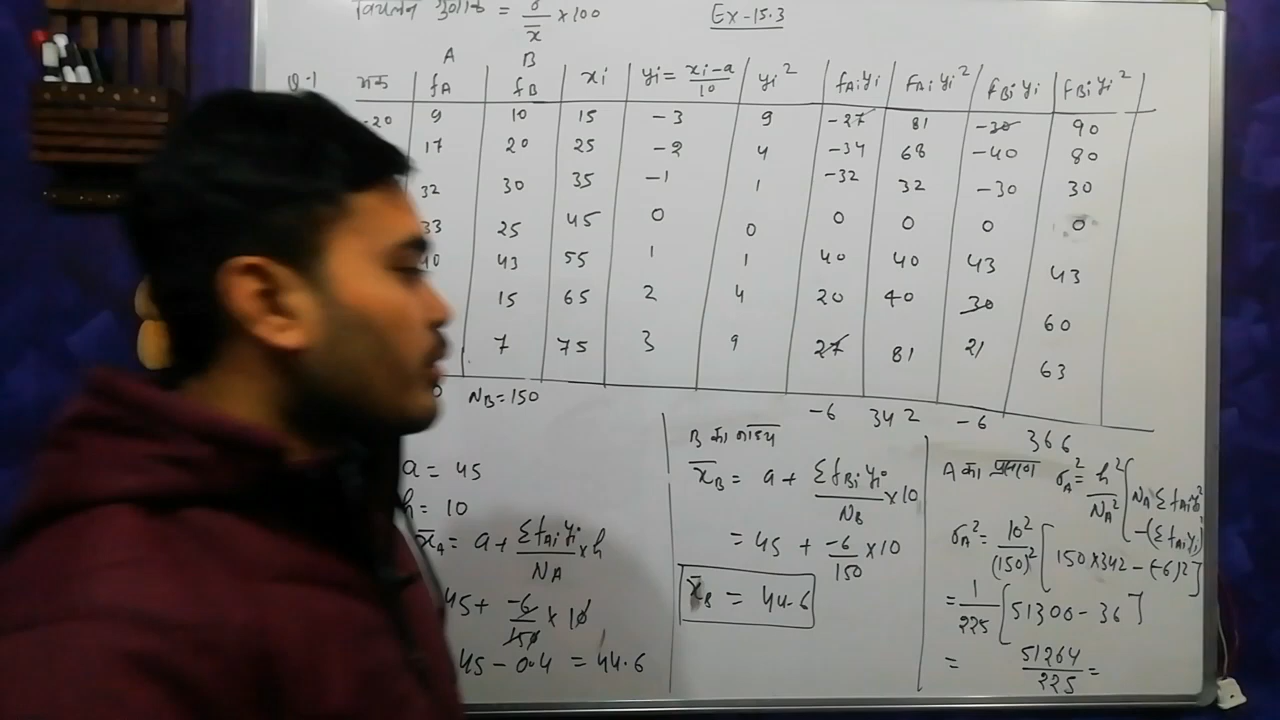 = σ/x̄ × 100
Ex-15.3
A B
Q-1 fA fB xi yi = (xi-a)/10 yi² fAiyi FAiyi² fBiyi FBiyi²
-20 9 10 15 -3 9 -27 81 -30 90
17 20 25 -2 4 -34 68 -40 80
32 30 35 -1 1 -32 32 -30 30
33 25 45 0 0 0 0 0 0
40 43 55 1 1 40 40 43 43
15 65 2 4 20 40 30 60
7 75 3 9 27 81 21 63
0 NB=150 -6 342 -6 366
a = 45
h = 10
x̄A = a + ΣfAiyi/NA × h
45 + -6/150 × 10
45 - 0.4 = 44.6
B का माध्य
x̄B = a + ΣfBiyi/NB × 10
= 45 + -6/150 × 10
x̄B = 44.6
A का σA² = h²/NA² [NA ΣfAiyi² - (ΣfAiyi)²
σA² = 10²/(150)² [150×342 - (-6)²]
= 1/225 [51300 - 36]
= 51264/225 =